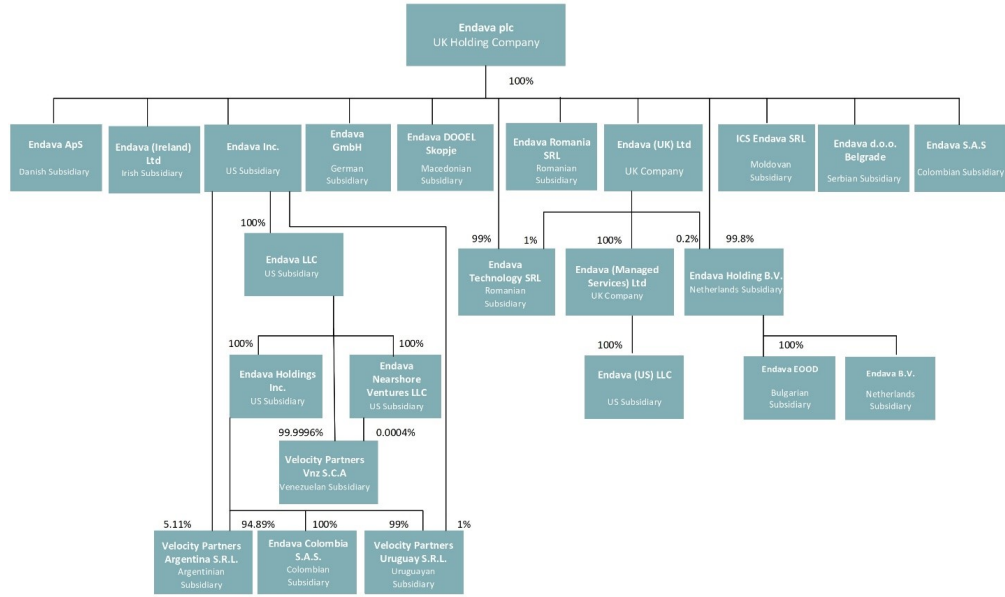 Endava plc
UK Holding Company
100%
Endava ApS
Danish Subsidiary
Endava (Ireland)
Ltd
Irish Subsidiary
Endava Inc.
US Subsidiary
Endava
GmbH
German
Subsidiary
Endava DOOEL
Skopje
Macedonian
Subsidiary
Endava Romania
SRL
Romanian
Subsidiary
Endava (UK) Ltd
UK Company
ICS Endava SRL
Moldovan
Subsidiary
Endava d.o.o.
Belgrade
Serbian Subsidiary
Endava S.A.S
Colombian Subsidiary
100%
Endava LLC
US Subsidiary
99%
1%
100%
0.2%
99.8%
Endava
Technology SRL
Romanian
Subsidiary
Endava (Managed
Services) Ltd
UK Company
Endava Holding B.V.
Netherlands Subsidiary
100%
100%
100%
100%
Endava Holdings
Inc.
US Subsidiary
Endava
Nearshore
Ventures LLC
US Subsidiary
Endava (US) LLC
US Subsidiary
Endava EOOD
Bulgarian
Subsidiary
Endava B.V.
Netherlands
Subsidiary
99.9996%
0.0004%
Velocity Partners
Vnz S.C.A
Venezuelan Subsidiary
5.11%
94.89%
100%
99%
1%
Velocity Partners
Argentina S.R.L.
Argentinian
Subsidiary
Endava Colombia
S.A.S.
Colombian
Subsidiary
Velocity Partners
Uruguay S.R.L.
Uruguayan
Subsidiary